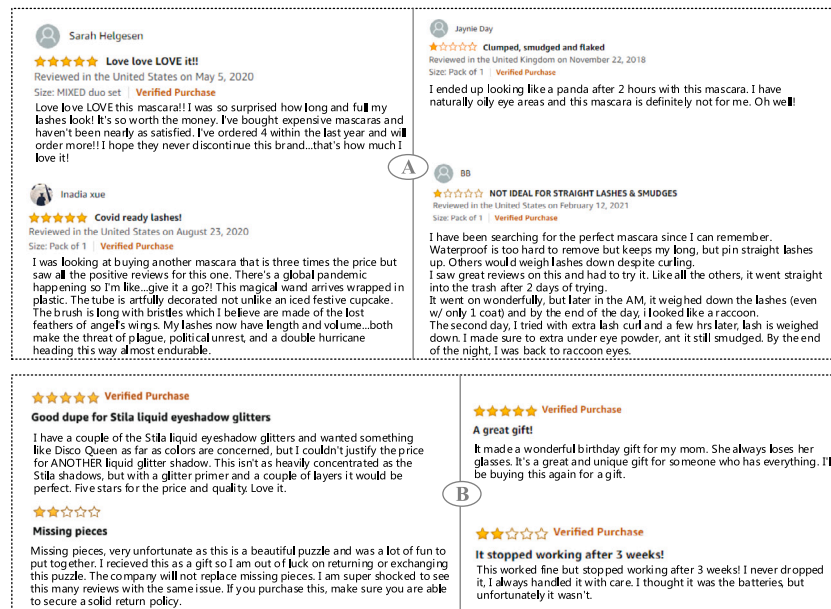 Sarah Helgesen
Love love LOVE it!!
Reviewed in the United States on May 5, 2020
Size: MIXED duo set | Verified Purchase
Love love LOVE this mascara!! I was so surprised how long and full my
lashes look! It's so worth the money. I've bought expensive mascaras and
haven't been nearly as satisfied. I've ordered 4 within the last year and will
order more!! I hope they never discontinue this brand...that's how much I
love it!
Inadia xue
Covid ready lashes!
Reviewed in the United States on August 23, 2020
Size: Pack of 1 | Verified Purchase
I was looking at buying another mascara that is three times the price but
saw all the positive reviews for this one. There's a global pandemic
happening so I'm like...give it a go?! This magical wand arrives wrapped in
plastic. The tube is artfully decorated not unlike an iced festive cupcake.
The brush is long with bristles which I believe are made of the lost
feathers of angel's wings. My lashes now have length and volume...both
make the threat of plague, political unrest, and a double hurricane
heading this way almost endurable.
A
Jaynie Day
Clumped, smudged and flaked
Reviewed in the United Kingdom on November 22, 2018
Size: Pack of 1 | Verified Purchase
I ended up looking like a panda after 2 hours with this mascara. I have
naturally oily eye areas and this mascara is definitely not for me. Oh well!
BB
NOT IDEAL FOR STRAIGHT LASHES & SMUDGES
Reviewed in the United States on February 12, 2021
Size: Pack of 1 | Verified Purchase
I have been searching for the perfect mascara since I can remember.
Waterproof is too hard to remove but keeps my long, but pin straight lashes
up. Others would weigh lashes down despite curling.
I saw great reviews on this and had to try it. Like all the others, it went straight
into the trash after 2 days of trying.
It went on wonderfully, but later in the AM, it weighed down the lashes (even
w/ only 1 coat) and by the end of the day, i looked like a raccoon.
The second day, I tried with extra lash curl and a few hrs later, lash is weighed
down. I made sure to extra under eye powder, ant it still smudged. By the end
of the night, I was back to raccoon eyes.
Verified Purchase
Good dupe for Stila liquid eyeshadow glitters
I have a couple of the Stila liquid eyeshadow glitters and wanted something
like Disco Queen as far as colors are concerned, but I couldn't justify the price
for ANOTHER liquid glitter shadow. This isn't as heavily concentrated as the
Stila shadows, but with a glitter primer and a couple of layers it would be
perfect. Five stars for the price and quality. Love it.
Missing pieces
Missing pieces, very unfortunate as this is a beautiful puzzle and was a lot of fun to
put together. I recieved this as a gift so I am out of luck on returning or exchanging
this puzzle. The company will not replace missing pieces. I am super shocked to see
this many reviews with the same issue. If you purchase this, make sure you are able
to secure a solid return policy.
B
Verified Purchase
A great gift!
It made a wonderful birthday gift for my mom. She always loses her
glasses. It's a great and unique gift for someone who has everything. I'l
be buying this again for a gift.
Verified Purchase
It stopped working after 3 weeks!
This worked fine but stopped working after 3 weeks! I never dropped
it, I always handled it with care. I thought it was the batteries, but
unfortunately it wasn't.